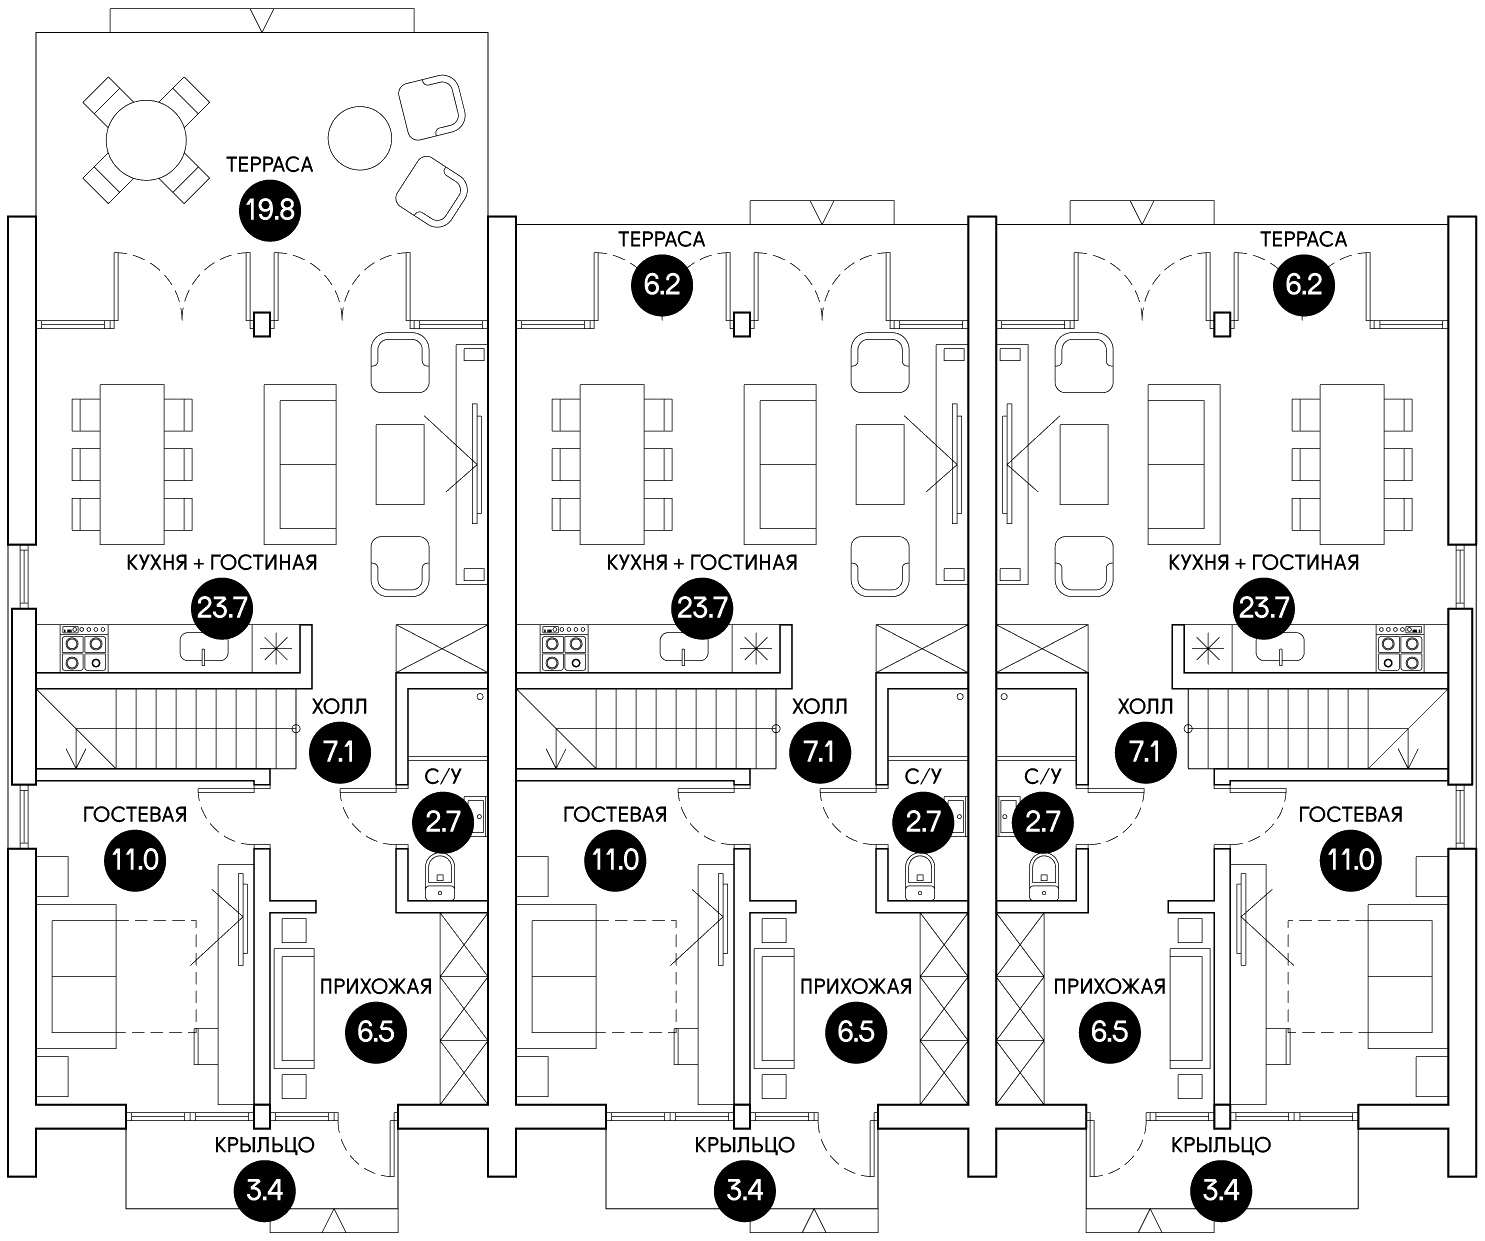 ТЕРРАСА
19.8
ТЕРРАСА
6.2
ТЕРРАСА
6.2
КУХНЯ + ГОСТИНАЯ
23.7
КУХНЯ + ГОСТИНАЯ
23.7
КУХНЯ + ГОСТИНАЯ
23.7
ХОЛЛ
7.1
ХОЛЛ
7.1
ХОЛЛ
7.1
С/У
2.7
С/У
2.7
С/У
2.7
ГОСТЕВАЯ
11.0
ГОСТЕВАЯ
11.0
ГОСТЕВАЯ
11.0
ПРИХОЖАЯ
6.5
ПРИХОЖАЯ
6.5
ПРИХОЖАЯ
6.5
КРЫЛЬЦО
3.4
КРЫЛЬЦО
3.4
КРЫЛЬЦО
3.4